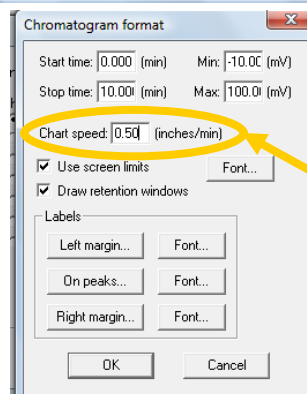 Chromatogram format
Start time: 0.000 (min) Min: -10.00 (mV)
Stop time: 10.00 (min) Max: 100.0 (mV)
Chart speed: 0.50 (inches/min)
Use screen limits Font...
Draw retention windows
Labels
Left margin... Font...
On peaks... Font...
Right margin... Font...
OK Cancel